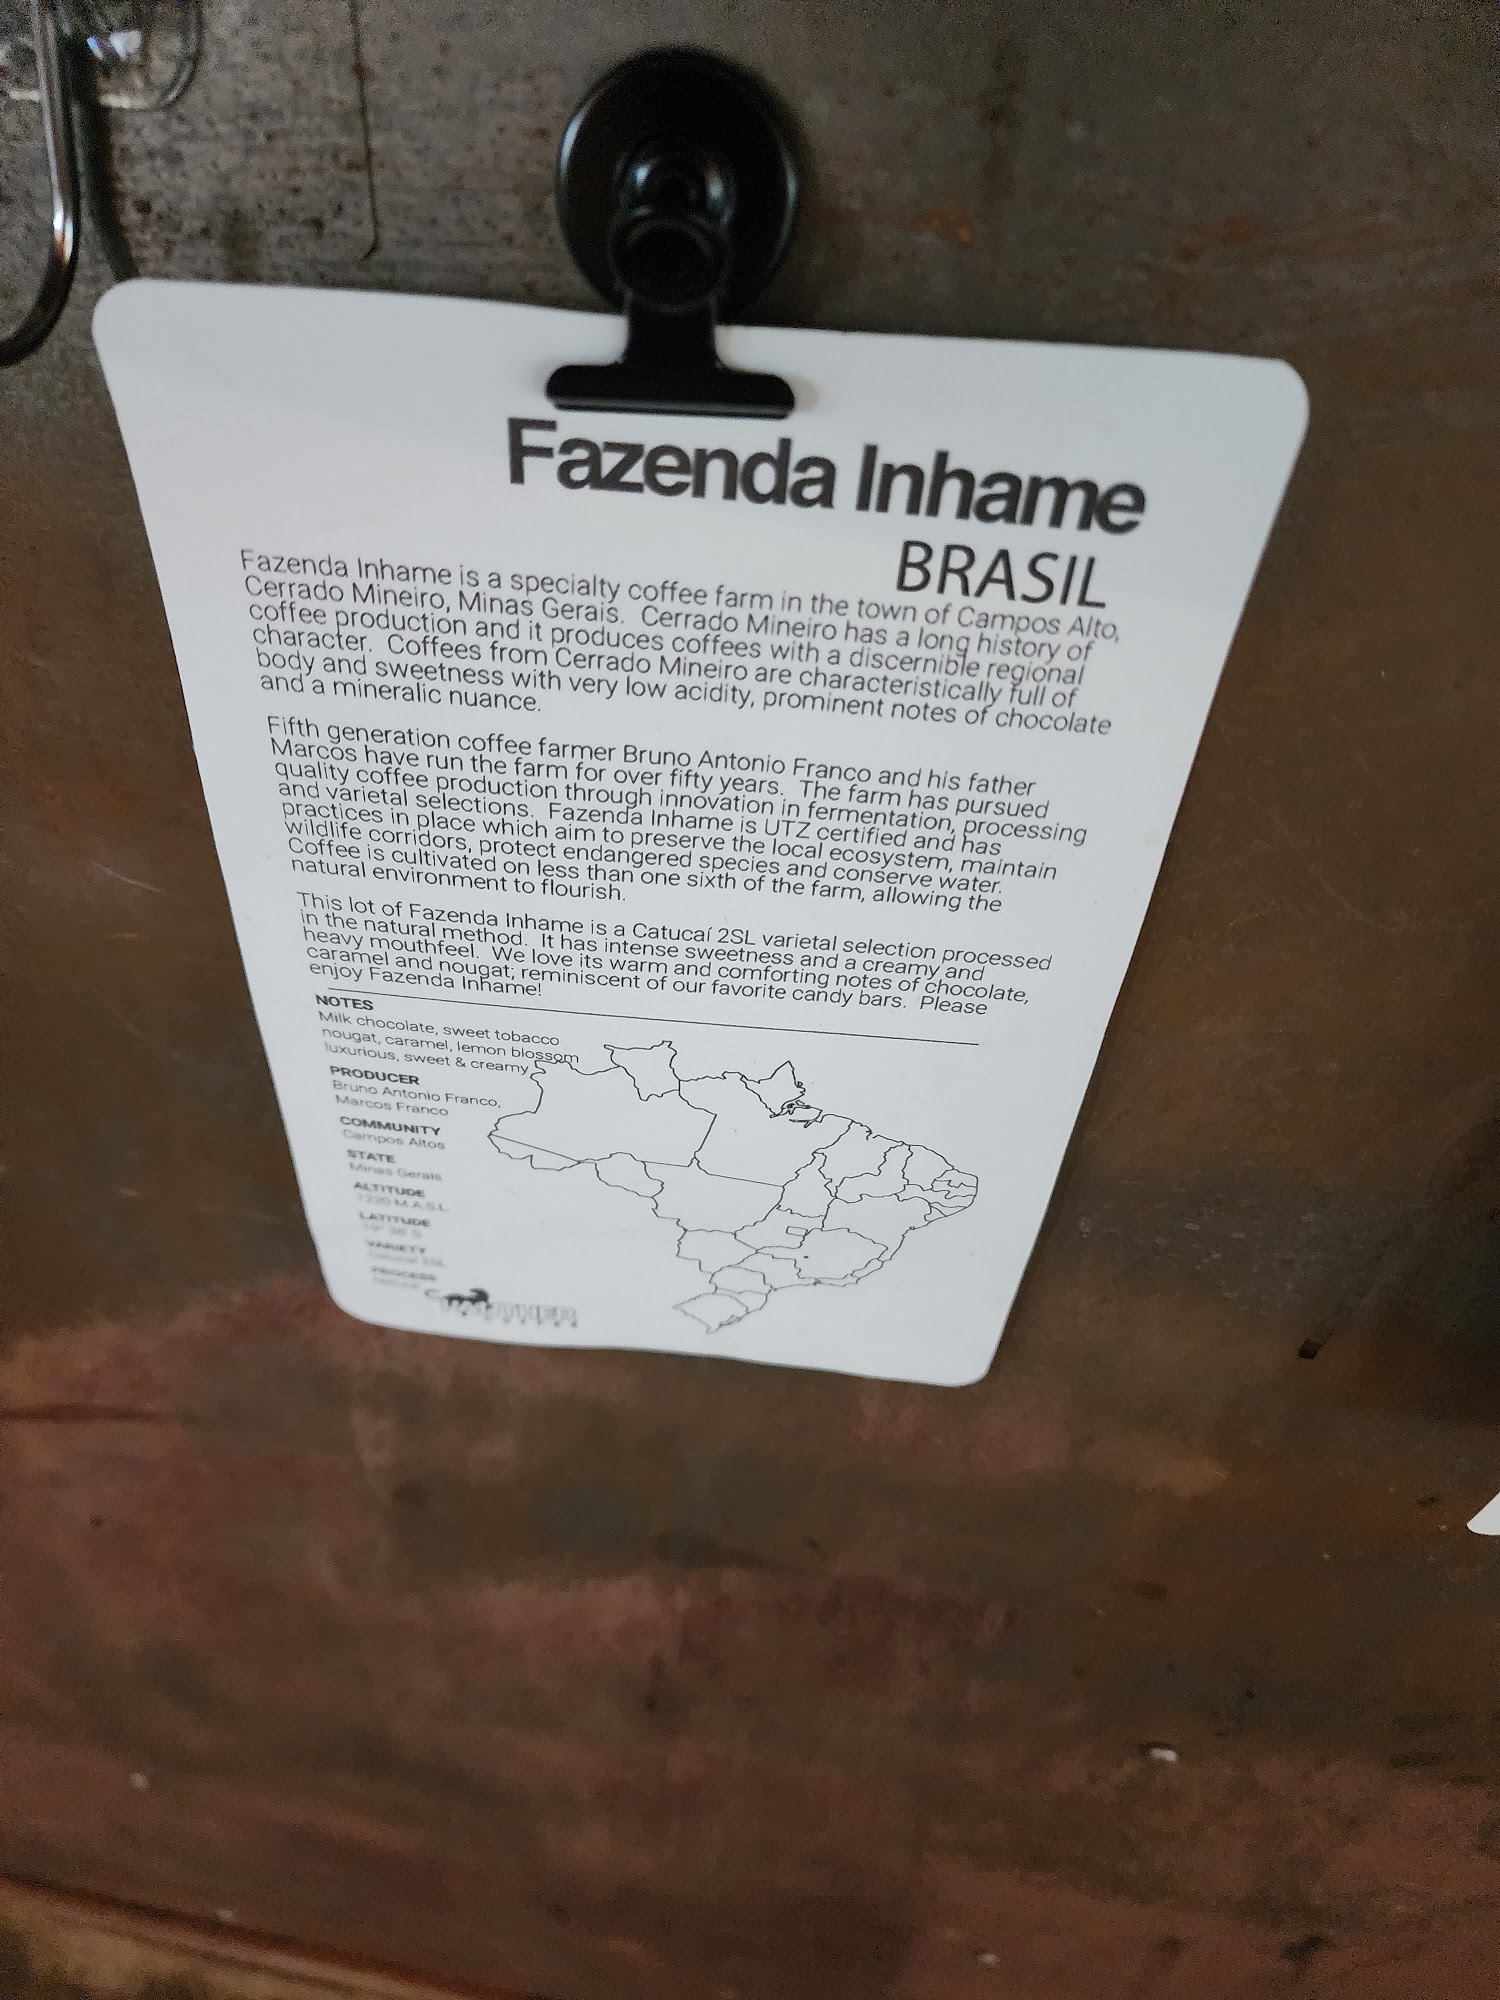 Fazenda Inhame
BRASIL
Fazenda Inhame is a specialty coffee farm in the town of Campos Alto,
Cerrado Mineiro, Minas Gerais. Cerrado Mineiro has a long history of
coffee production and it produces coffees with a discernible regional
character. Coffees from Cerrado Mineiro are characteristically full of
body and sweetness with very low acidity, prominent notes of chocolate
and a mineralic nuance.
Fifth generation coffee farmer Bruno Antonio Franco and his father
Marcos have run the farm for over fifty years. The farm has pursued
quality coffee production through innovation in fermentation, processing
and varietal selections. Fazenda Inhame is UTZ certified and has
practices in place which aim to preserve the local ecosystem, maintain
wildlife corridors, protect endangered species and conserve water.
Coffee is cultivated on less than one sixth of the farm, allowing the
natural environment to flourish.
This lot of Fazenda Inhame is a Catucaí 2SL varietal selection processed
in the natural method. It has intense sweetness and a creamy and
heavy mouthfeel. We love its warm and comforting notes of chocolate,
caramel and nougat; reminiscent of our favorite candy bars. Please
enjoy Fazenda Inhame!
NOTES
Milk chocolate, sweet tobacco
nougat, caramel, lemon blossom
luxurious, sweet & creamy
PRODUCER
Bruno Antonio Franco,
Marcos Franco
COMMUNITY
Campos Altos
STATE
Minas Gerais
ALTITUDE
1220 M.A.S.L.
LATITUDE
VARIETY
Catucaí 2SL
PROCESS
Natural
PANTHER
COFFEE